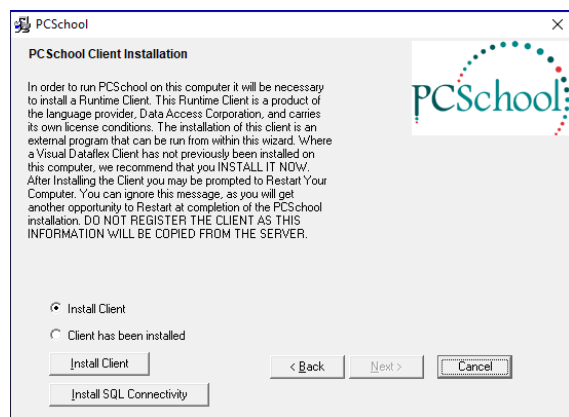 PCSchool
PCSchool Client Installation
PCSchool
In order to run PCSchool on this computer it will be necessary
to install a Runtime Client. This Runtime Client is a product of
the language provider, Data Access Corporation, and carries
its own license conditions. The installation of this client is an
external program that can be run from within this wizard. Where
a Visual Dataflex Client has not previously been installed on
this computer, we recommend that you INSTALL IT NOW.
After Installing the Client you may be prompted to Restart Your
Computer. You can ignore this message, as you will get
another opportunity to Restart at completion of the PCSchool
installation. DO NOT REGISTER THE CLIENT AS THIS
INFORMATION WILL BE COPIED FROM THE SERVER.
Install Client
Client has been installed
Install Client
< Back
Next >
Cancel
Install SQL Connectivity